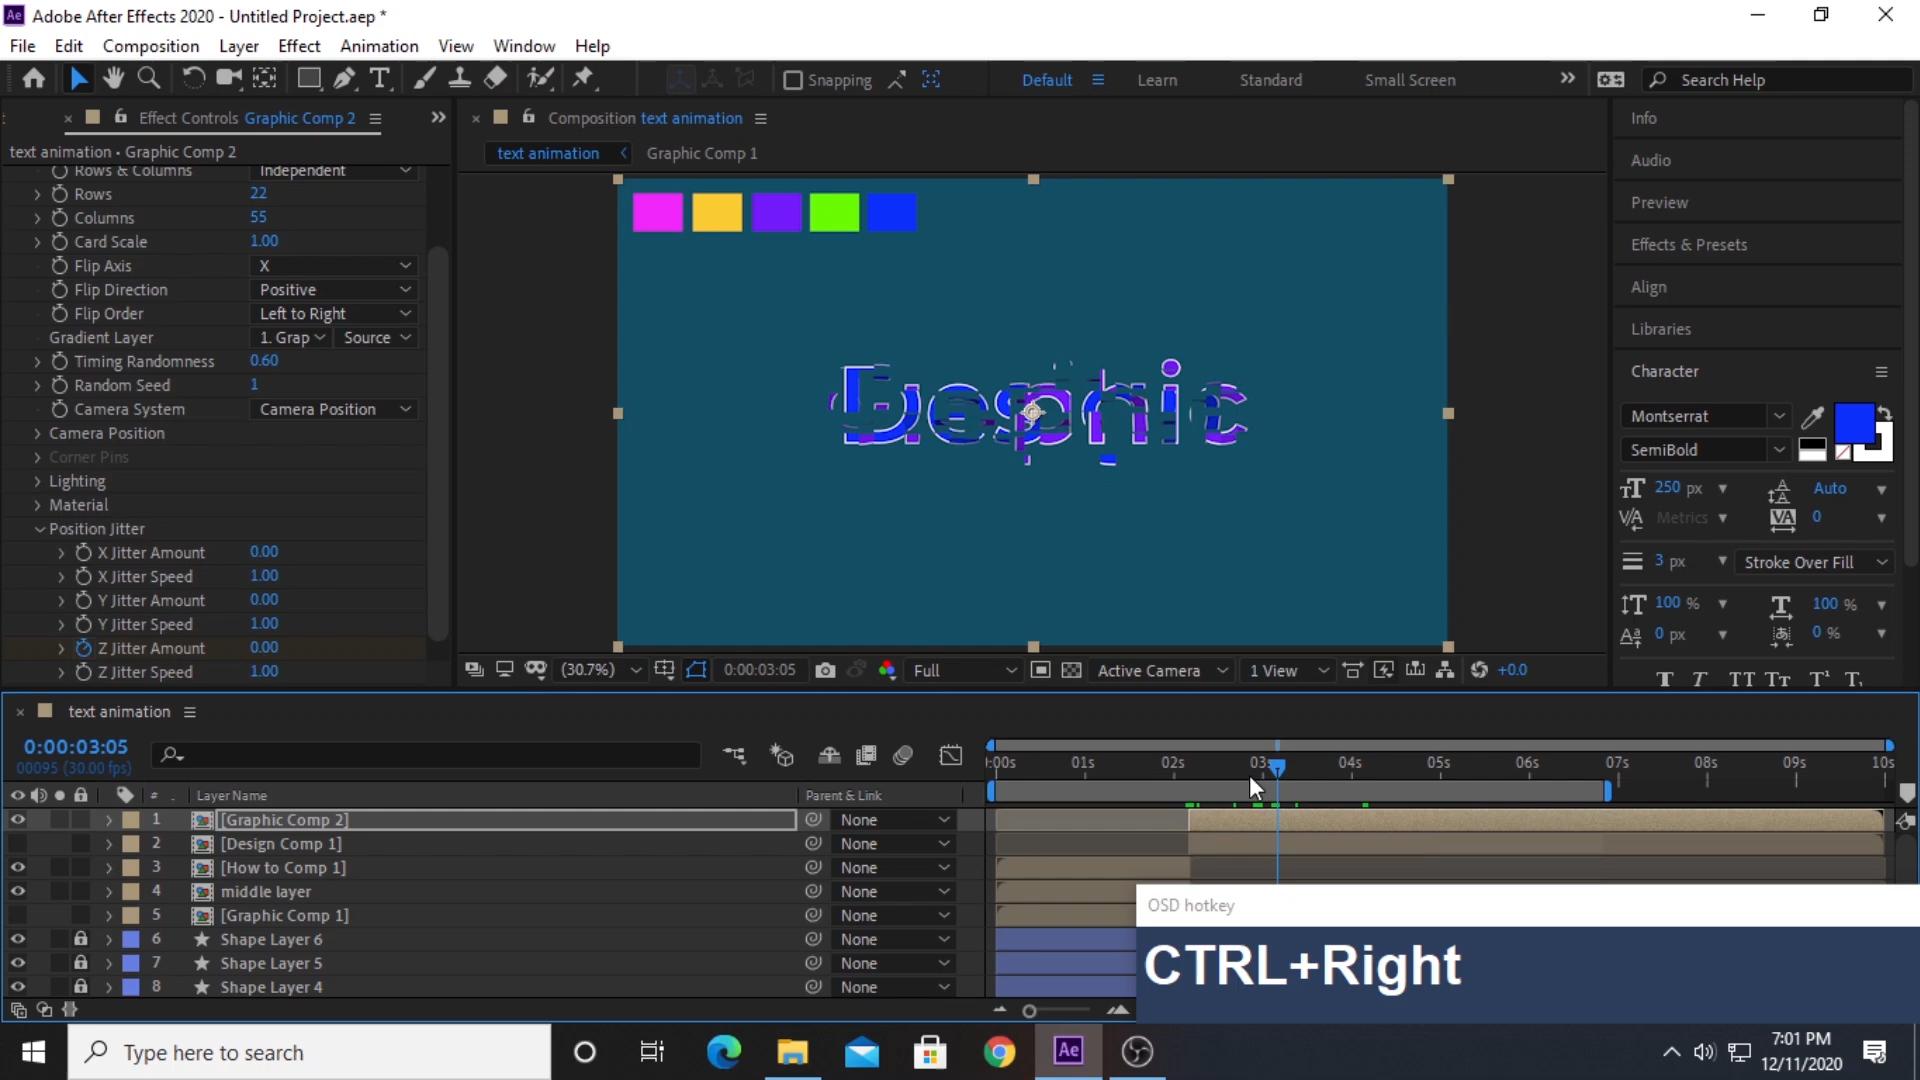 Adobe After Effects 2020 - Untitled Project.aep *
File Edit Composition Layer Effect Animation View Window Help
Snapping
Default
Learn
Standard
Small Screen
Search Help
Effect Controls Graphic Comp 2
text animation • Graphic Comp 2
Rows & Columns Independent
Rows 22
Columns 55
Card Scale 1.00
Flip Axis X
Flip Direction Positive
Flip Order Left to Right
Gradient Layer 1. Grap Source
Timing Randomness 0.60
Random Seed 1
Camera System Camera Position
Camera Position
Corner Pins
Lighting
Material
Position Jitter
X Jitter Amount 0.00
X Jitter Speed 1.00
Y Jitter Amount 0.00
Y Jitter Speed 1.00
Z Jitter Amount 0.00
Z Jitter Speed 1.00
Composition text animation
text animation Graphic Comp 1
(30.7%) 0:00:03:05 Full Active Camera 1 View +0.0
Info
Audio
Preview
Effects & Presets
Align
Libraries
Character
Montserrat
SemiBold
250 px Auto
Metrics 0
3 px Stroke Over Fill
100 % 100 %
0 px 0 %
text animation
0:00:03:05
00095 (30.00 fps)
:00s 01s 02s 03s 04s 05s 06s 07s 08s 09s 10s
# Layer Name Parent & Link
1 [Graphic Comp 2] None
2 [Design Comp 1] None
3 [How to Comp 1] None
4 middle layer None
5 [Graphic Comp 1] None
6 Shape Layer 6 None
7 Shape Layer 5 None
8 Shape Layer 4 None
OSD hotkey
CTRL+Right
Type here to search
Ae
7:01 PM
12/11/2020